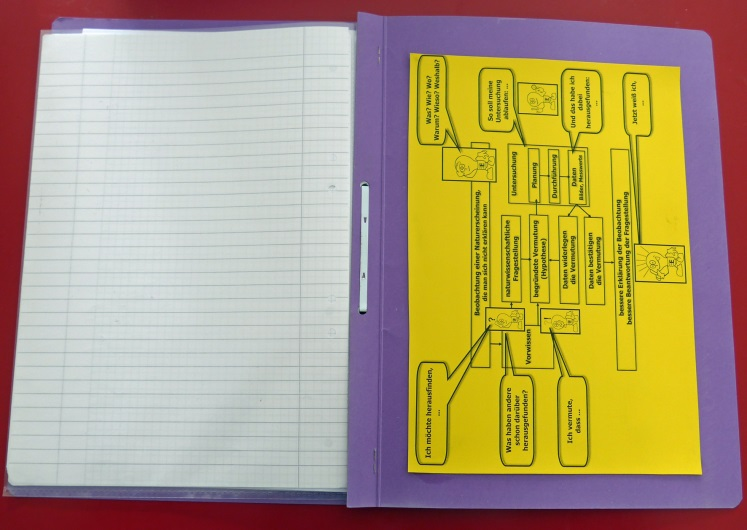 Was? Wie? Wo?
Warum? Wieso? Weshalb?
Beobachtung einer Naturerscheinung,
die man sich nicht erklären kann
Ich möchte herausfinden,
...
?
naturwissenschaftliche
Fragestellung
Was haben andere
schon darüber
herausgefunden?
Vorwissen
begründete Vermutung
(Hypothese)
Ich vermute,
dass ...
!
Untersuchung
Planung
Durchführung
Daten
Bilder, Messwerte
So soll meine
Untersuchung
ablaufen: ...
Und das habe ich
dabei
herausgefunden:
...
Daten widerlegen
die Vermutung
Daten bestätigen
die Vermutung
bessere Erklärung der Beobachtung
bessere Beantwortung der Fragestellung
Jetzt weiß ich,
...